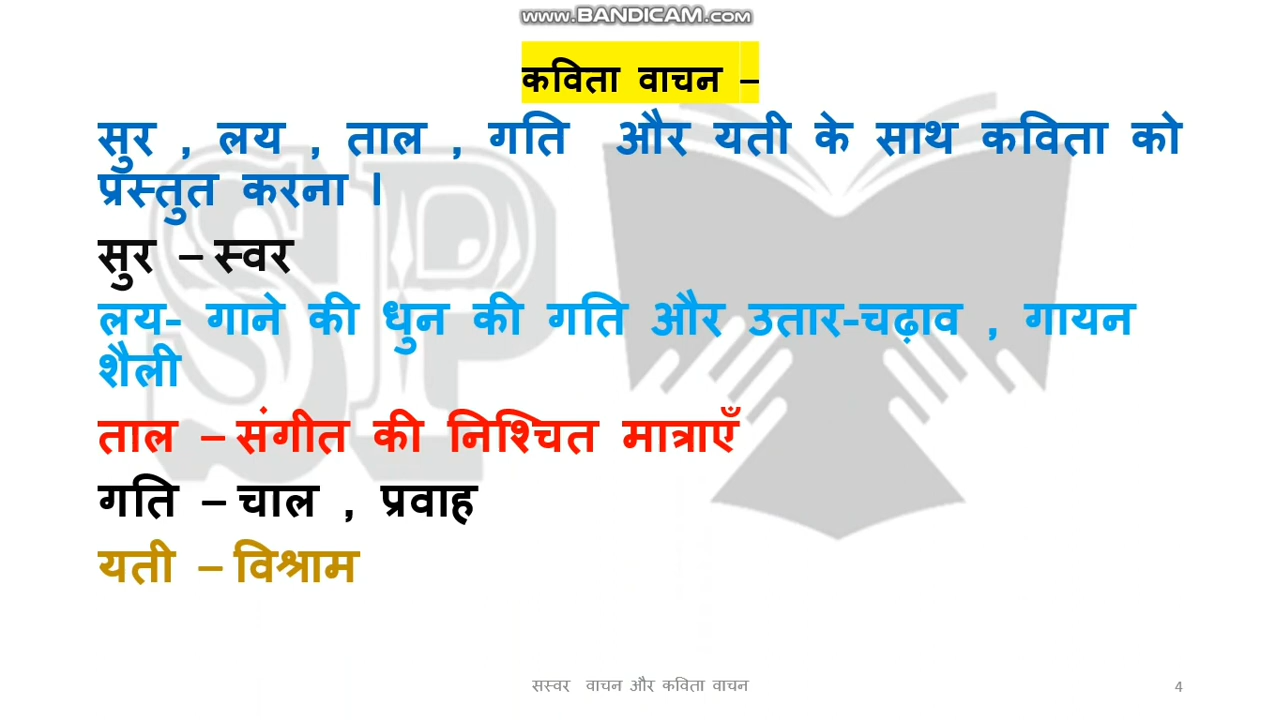 www.BANDICAM.com
कविता वाचन –
सुर , लय , ताल , गति और यती के साथ कविता को
प्रस्तुत करना ।
सुर – स्वर
लय- गाने की धुन की गति और उतार-चढ़ाव , गायन
शैली
ताल – संगीत की निश्चित मात्राएँ
गति – चाल , प्रवाह
यती – विश्राम
SP
सस्वर वाचन और कविता वाचन 4